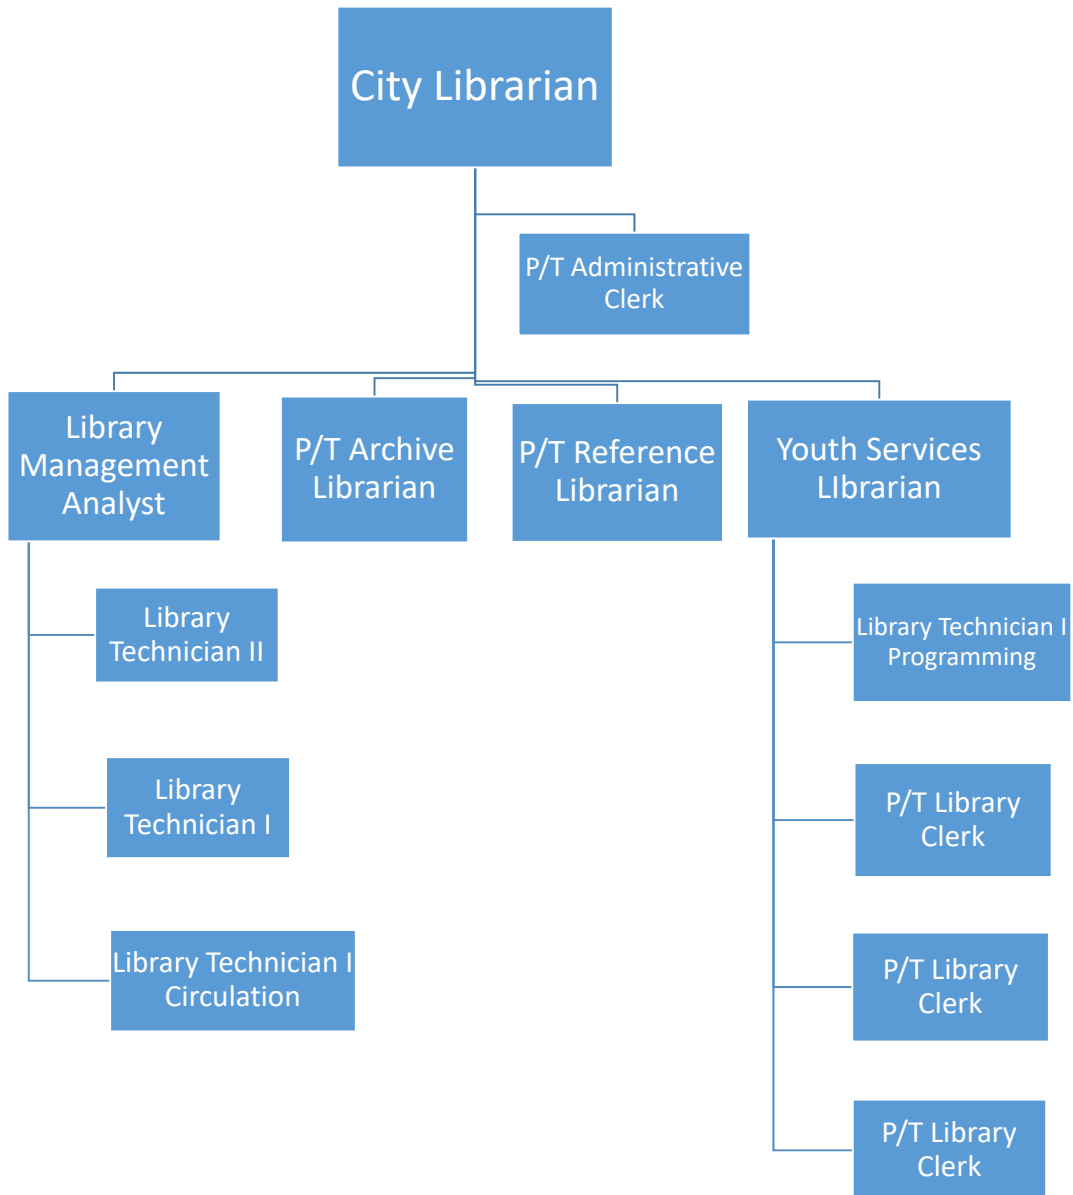 City Librarian
P/T Administrative
Clerk
Library
Management
Analyst
P/T Archive
Librarian
P/T Reference
Librarian
Youth Services
LIbrarian
Library
Technician II
Library
Technician I
Library Technician I
Circulation
Library Technician I
Programming
P/T Library
Clerk
P/T Library
Clerk
P/T Library
Clerk